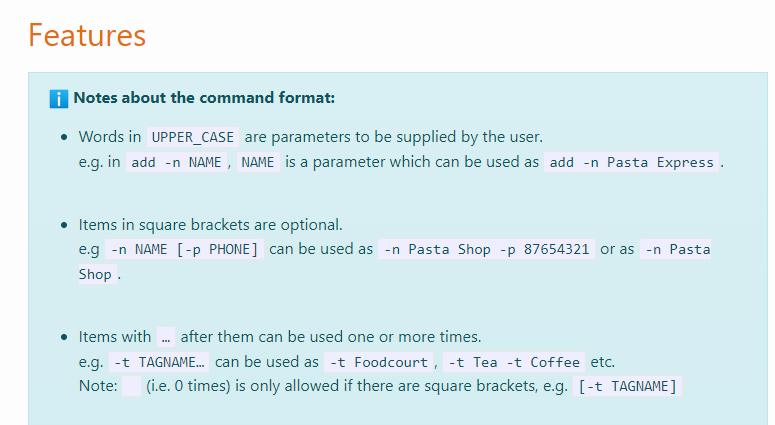 Features
Notes about the command format:
• Words in UPPER_CASE are parameters to be supplied by the user.
e.g. in add -n NAME , NAME is a parameter which can be used as add -n Pasta Express .
• Items in square brackets are optional.
e.g -n NAME [-p PHONE] can be used as -n Pasta Shop -p 87654321 or as -n Pasta
Shop .
• Items with … after them can be used one or more times.
e.g. -t TAGNAME… can be used as -t Foodcourt , -t Tea -t Coffee etc.
Note: (i.e. 0 times) is only allowed if there are square brackets, e.g. [-t TAGNAME]